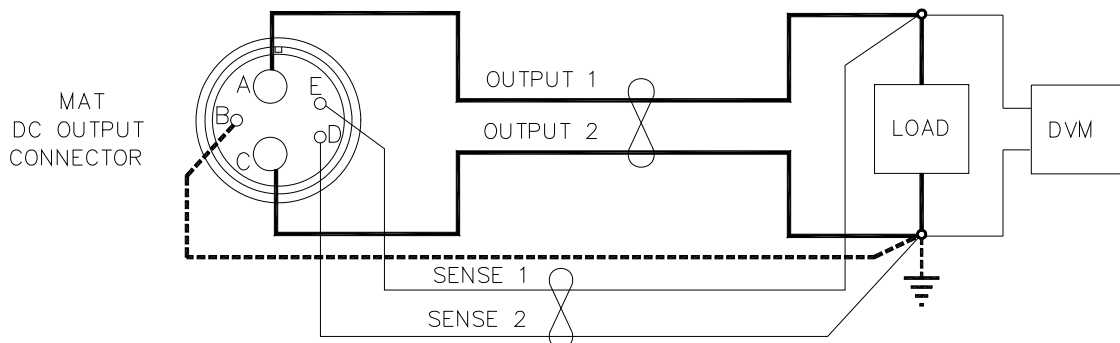 MAT
DC OUTPUT
CONNECTOR
A
E
B
D
C
OUTPUT 1
OUTPUT 2
LOAD
DVM
SENSE 1
SENSE 2